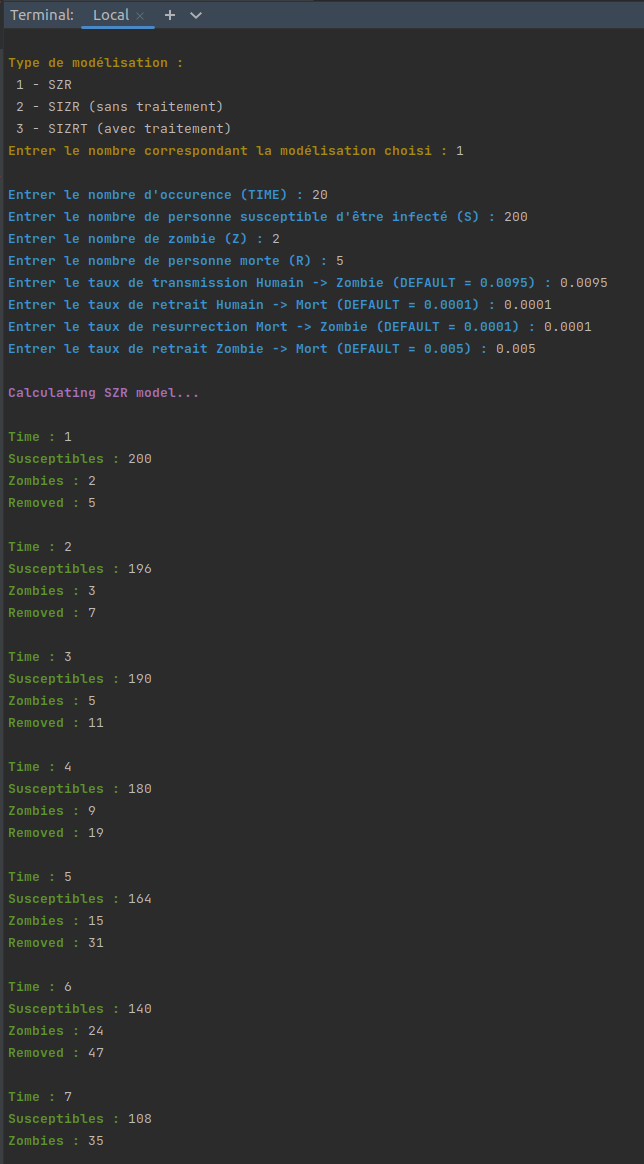 Terminal: Local × + 
Type de modélisation :
1 - SZR
2 - SIZR (sans traitement)
3 - SIZRT (avec traitement)
Entrer le nombre correspondant la modélisation choisi : 1
Entrer le nombre d'occurence (TIME) : 20
Entrer le nombre de personne susceptible d'être infecté (S) : 200
Entrer le nombre de zombie (Z) : 2
Entrer le nombre de personne morte (R) : 5
Entrer le taux de transmission Humain -> Zombie (DEFAULT = 0.0095) : 0.0095
Entrer le taux de retrait Humain -> Mort (DEFAULT = 0.0001) : 0.0001
Entrer le taux de resurrection Mort -> Zombie (DEFAULT = 0.0001) : 0.0001
Entrer le taux de retrait Zombie -> Mort (DEFAULT = 0.005) : 0.005
Calculating SZR model...
Time : 1
Susceptibles : 200
Zombies : 2
Removed : 5
Time : 2
Susceptibles : 196
Zombies : 3
Removed : 7
Time : 3
Susceptibles : 190
Zombies : 5
Removed : 11
Time : 4
Susceptibles : 180
Zombies : 9
Removed : 19
Time : 5
Susceptibles : 164
Zombies : 15
Removed : 31
Time : 6
Susceptibles : 140
Zombies : 24
Removed : 47
Time : 7
Susceptibles : 108
Zombies : 35